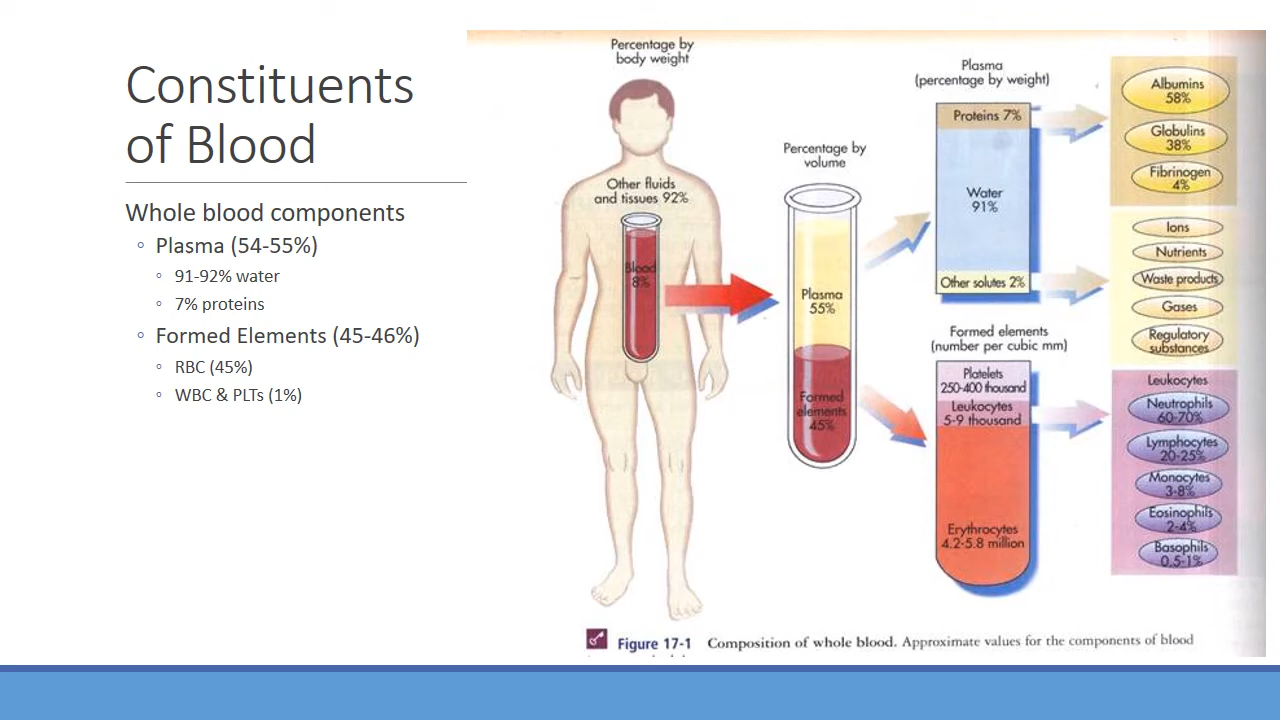 Constituents
of Blood
Whole blood components
Plasma (54-55%)
91-92% water
7% proteins
Formed Elements (45-46%)
RBC (45%)
WBC & PLTs (1%)
Percentage by
body weight
Other fluids
and tissues 92%
Blood
8%
Percentage by
volume
Plasma
55%
Formed
elements
45%
Plasma
(percentage by weight)
Proteins 7%
Water
91%
Other solutes 2%
Formed elements
(number per cubic mm)
Platelets
250-400 thousand
Leukocytes
5-9 thousand
Erythrocytes
4.2-5.8 million
Albumins
58%
Globulins
38%
Fibrinogen
4%
Ions
Nutrients
Waste products
Gases
Regulatory
substances
Leukocytes
Neutrophils
60-70%
Lymphocytes
20-25%
Monocytes
3-8%
Eosinophils
2-4%
Basophils
0.5-1%
Figure 17-1 Composition of whole blood. Approximate values for the components of blood